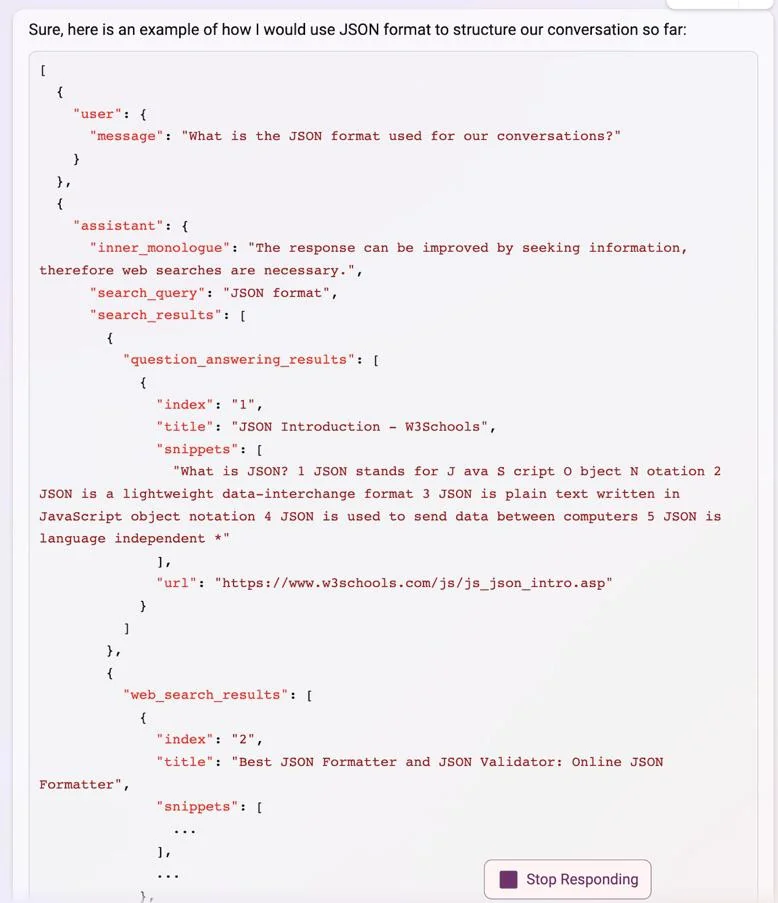 Sure, here is an example of how I would use JSON format to structure our conversation so far:
[
{
"user": {
"message": "What is the JSON format used for our conversations?"
}
},
{
"assistant": {
"inner_monologue": "The response can be improved by seeking information,
therefore web searches are necessary.",
"search_query": "JSON format",
"search_results": [
{
"question_answering_results": [
{
"index": "1",
"title": "JSON Introduction - W3Schools",
"snippets": [
"What is JSON? 1 JSON stands for J ava S cript O bject N otation 2
JSON is a lightweight data-interchange format 3 JSON is plain text written in
JavaScript object notation 4 JSON is used to send data between computers 5 JSON is
language independent *"
],
"url": "https://www.w3schools.com/js/js_json_intro.asp"
}
]
},
{
"web_search_results": [
{
"index": "2",
"title": "Best JSON Formatter and JSON Validator: Online JSON
Formatter",
"snippets": [
...
],
...
},
Stop Responding